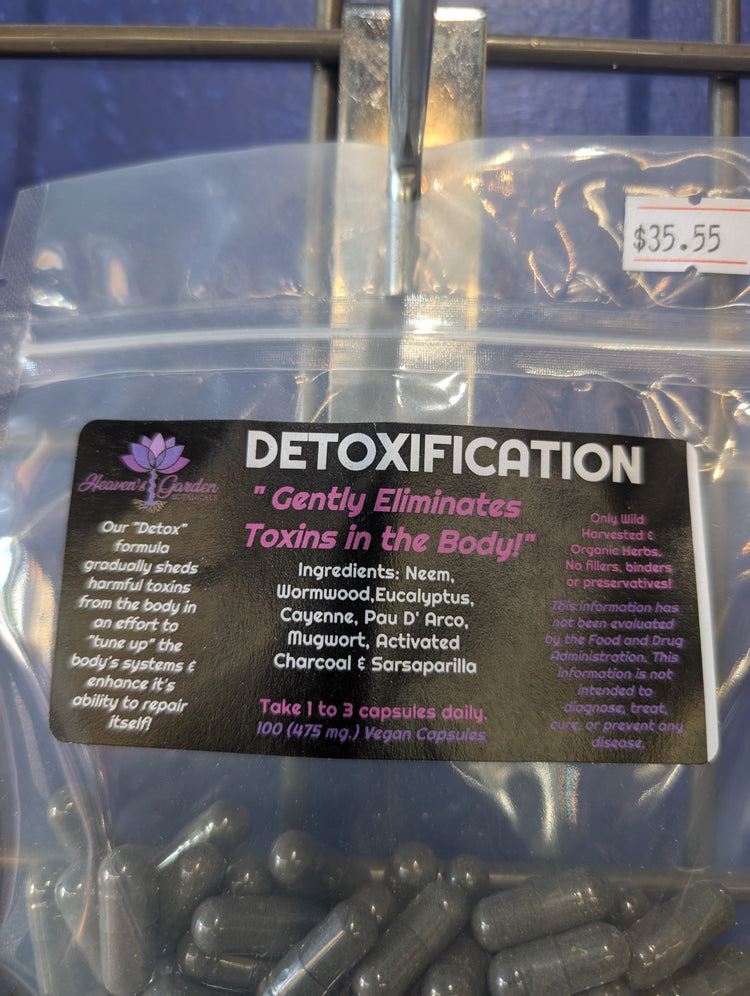 $35.55
Heaven's Garden
BOTANICALS
DETOXIFICATION
" Gently Eliminates
Toxins in the Body!"
Our "Detox"
formula
gradually sheds
harmful toxins
from the body in
an effort to
"tune up" the
body's systems &
enhance it's
ability to repair
itself!
Ingredients: Neem,
Wormwood,Eucalyptus,
Cayenne, Pau D' Arco,
Mugwort, Activated
Charcoal & Sarsaparilla
Take 1 to 3 capsules daily.
100 (475 mg.) Vegan Capsules
Only Wild
Harvested &
Organic Herbs.
No fillers, binders
or preservatives!
This information has
not been evaluated
by the Food and Drug
Administration. This
information is not
intended to
diagnose, treat,
cure, or prevent any
disease.